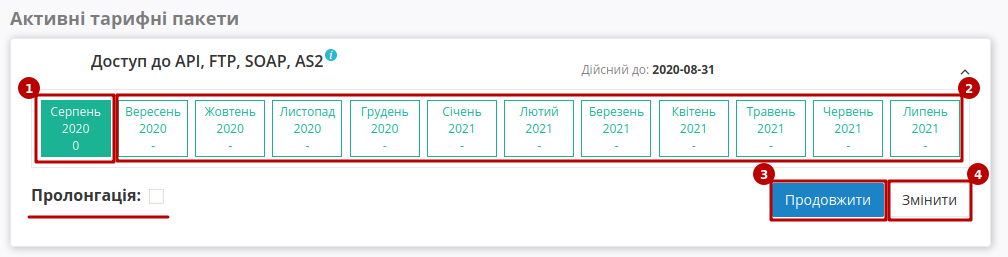 Активні тарифні пакети
Доступ до API, FTP, SOAP, AS2 i
Дійсний до: 2020-08-31
1
2
Серпень 2020 0
Вересень 2020 -
Жовтень 2020 -
Листопад 2020 -
Грудень 2020 -
Січень 2021 -
Лютий 2021 -
Березень 2021 -
Квітень 2021 -
Травень 2021 -
Червень 2021 -
Липень 2021 -
3
4
Пролонгація:
Продовжити
Змінити